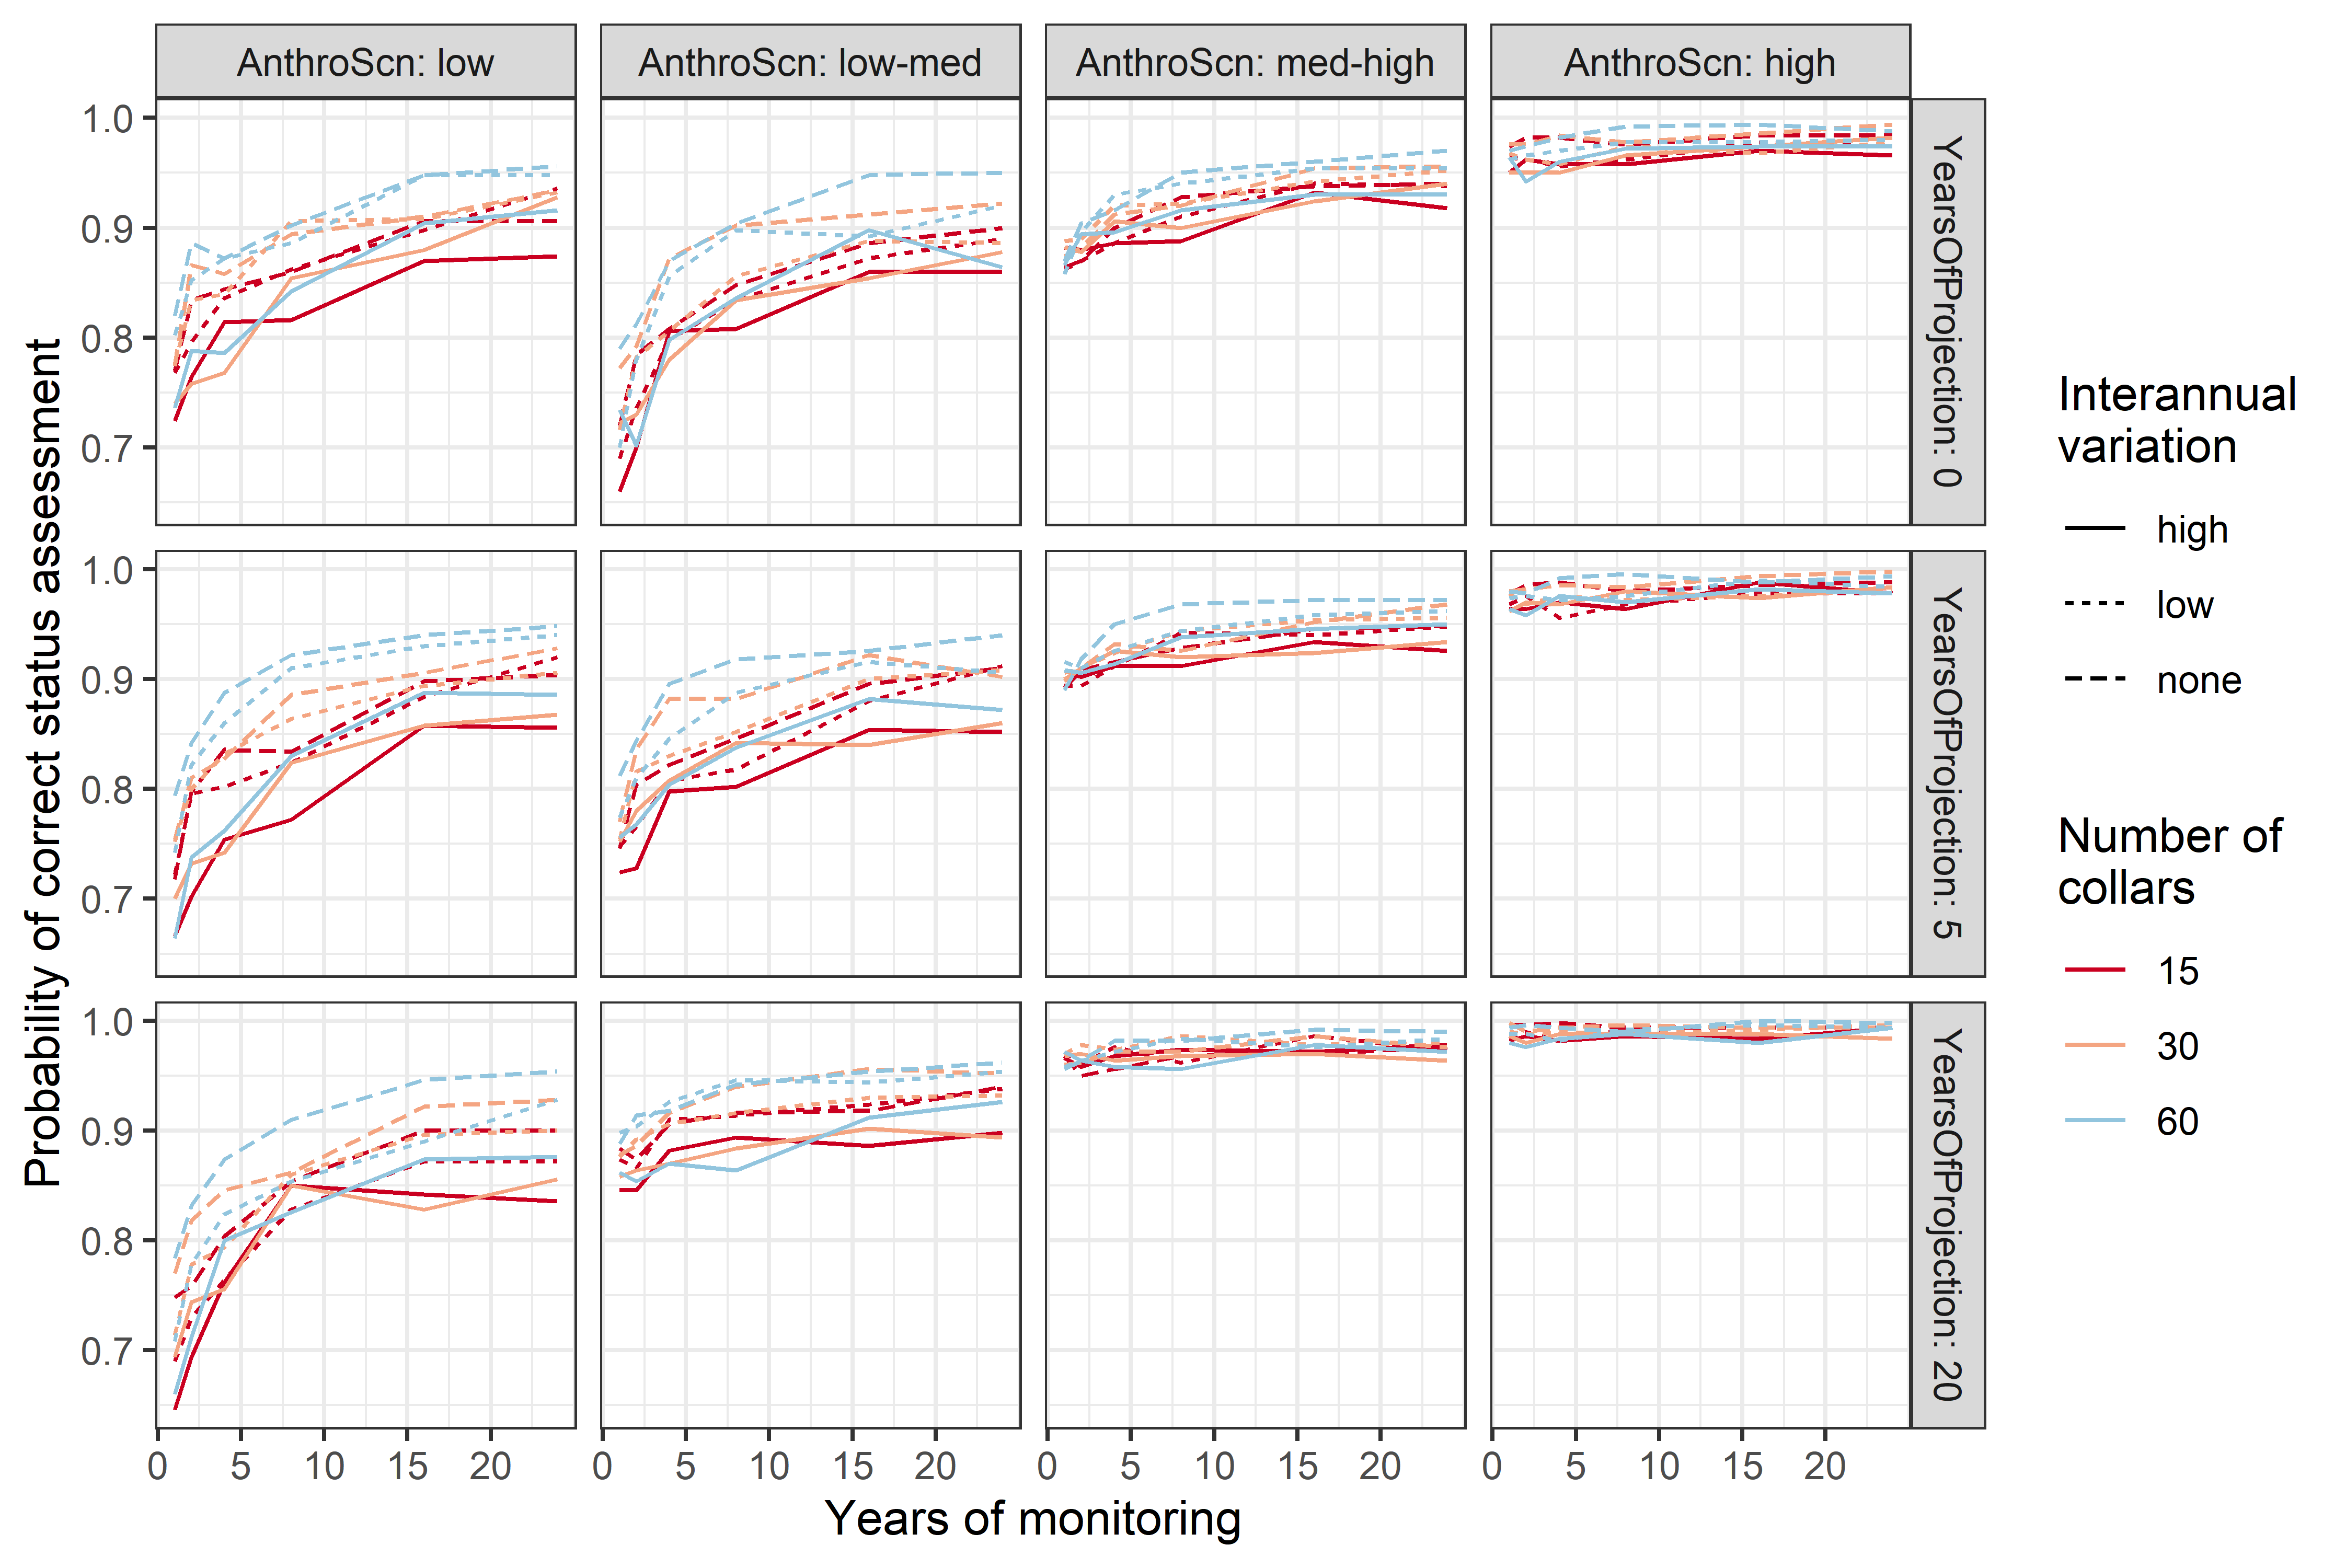 AnthroScn: low
AnthroScn: low-med
AnthroScn: med-high
AnthroScn: high
Probability of correct status assessment
1.0
0.9
0.8
0.7
YearsOfProjection: 0
1.0
0.9
0.8
0.7
YearsOfProjection: 5
1.0
0.9
0.8
0.7
YearsOfProjection: 20
0 5 10 15 20
0 5 10 15 20
0 5 10 15 20
0 5 10 15 20
Years of monitoring
Interannual
variation
high
low
none
Number of
collars
15
30
60